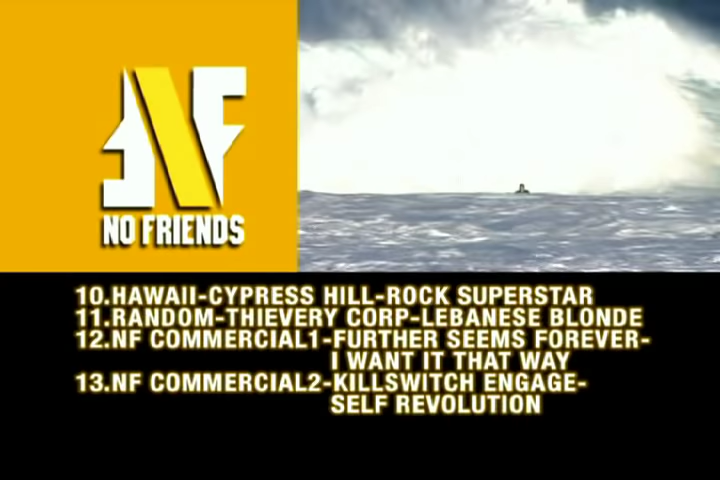 NF
NO FRIENDS
10.HAWAII-CYPRESS HILL-ROCK SUPERSTAR
11.RANDOM-THIEVERY CORP-LEBANESE BLONDE
12.NF COMMERCIAL1-FURTHER SEEMS FOREVER-
I WANT IT THAT WAY
13.NF COMMERCIAL2-KILLSWITCH ENGAGE-
SELF REVOLUTION